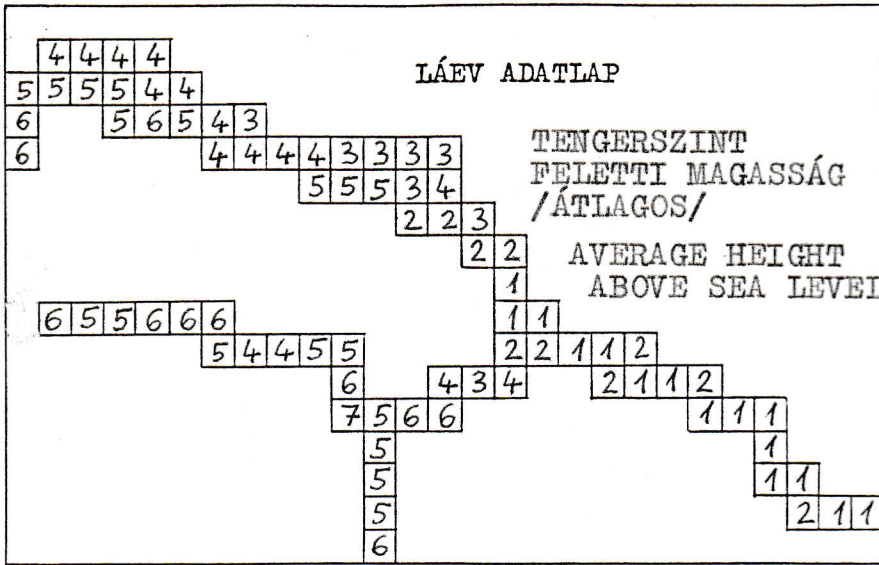 4 4 4 4
LÁEV ADATLAP
5 5 5 5 4 4
6 5 6 5 4 3
6 4 4 4 4 3 3 3 3
TENGERSZINT
5 5 5 3 4
FELETTI MAGASSÁG
2 2 3
/ÁTLAGOS/
2 2
AVERAGE HEIGHT
1
ABOVE SEA LEVEL
6 5 5 6 6 6 1 1
5 4 4 5 5 2 2 1 1 2
6 4 3 4 2 1 1 2
7 5 6 6 1 1 1
5 1
5 1 1
5 2 1 1
6